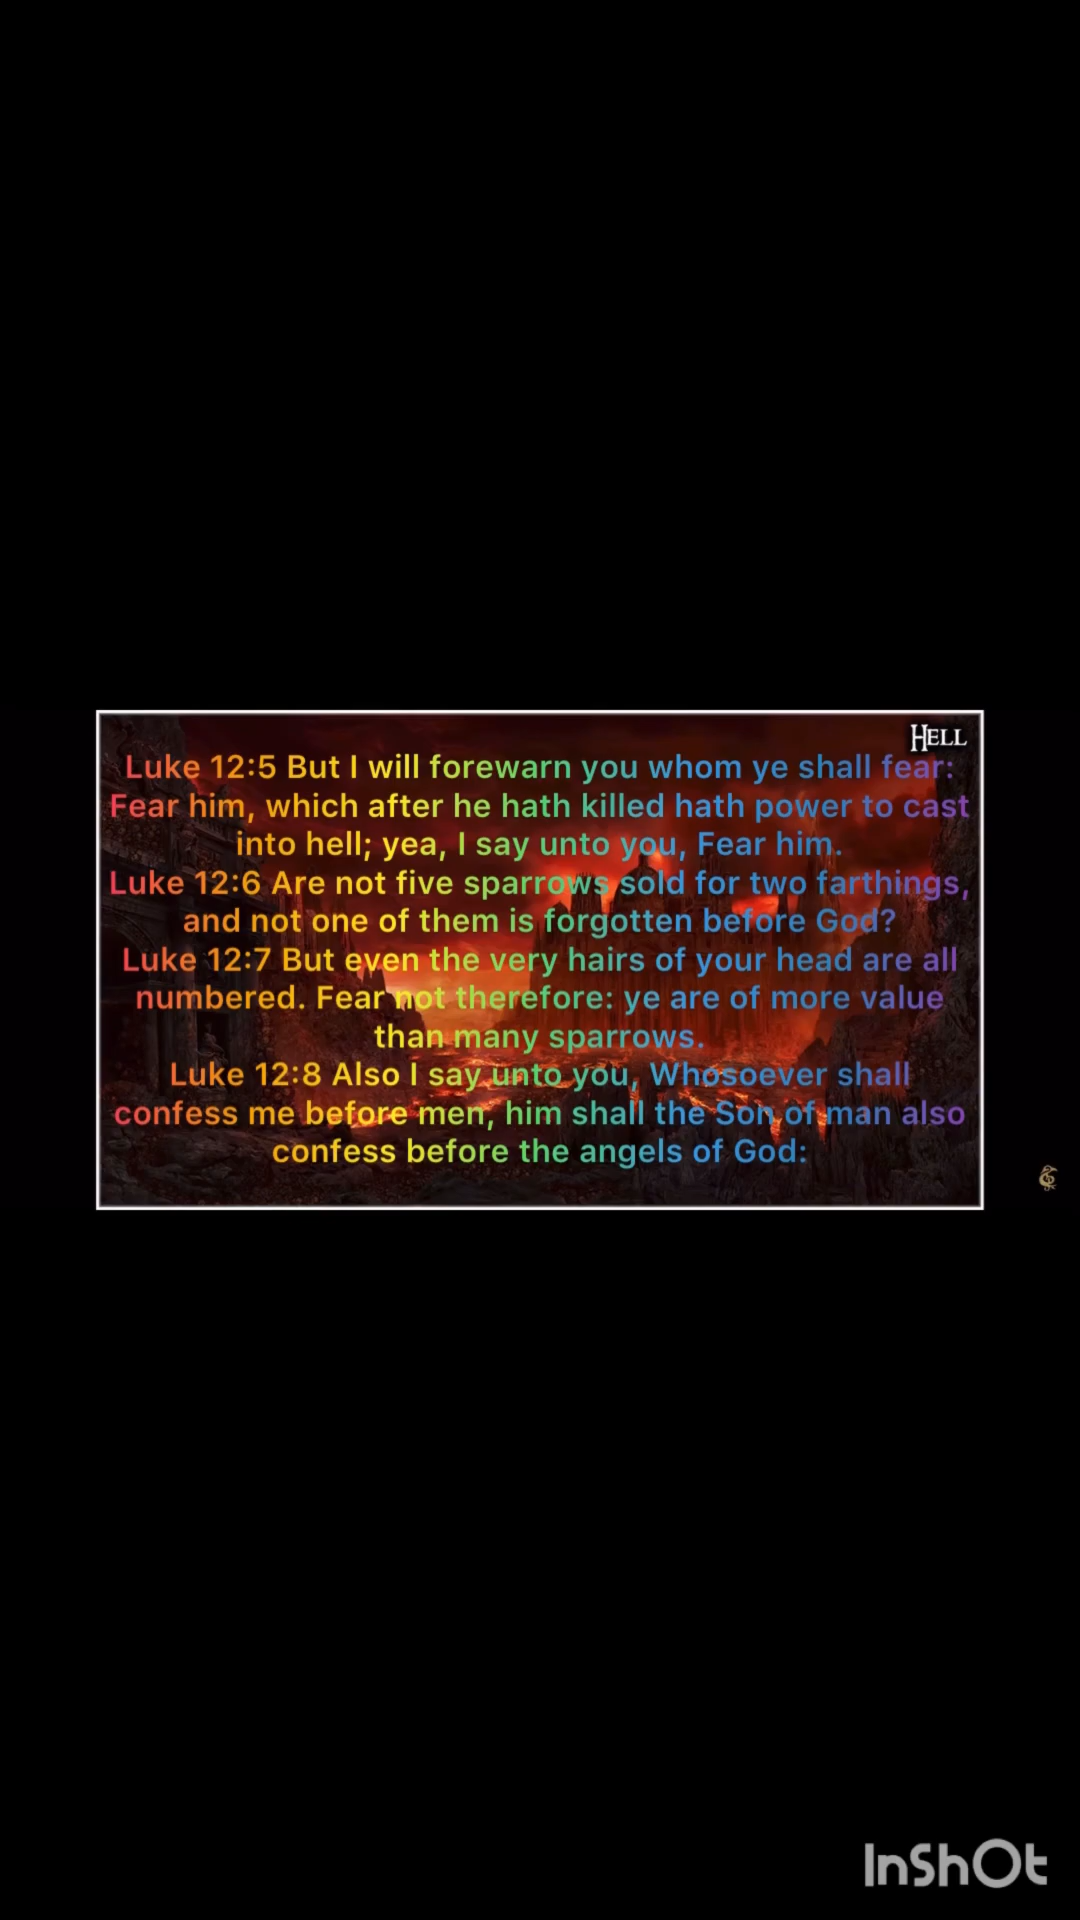 HELL
Luke 12:5 But I will forewarn you whom ye shall fear:
Fear him, which after he hath killed hath power to cast
into hell; yea, I say unto you, Fear him.
Luke 12:6 Are not five sparrows sold for two farthings,
and not one of them is forgotten before God?
Luke 12:7 But even the very hairs of your head are all
numbered. Fear not therefore: ye are of more value
than many sparrows.
Luke 12:8 Also I say unto you, Whosoever shall
confess me before men, him shall the Son of man also
confess before the angels of God:
InShOt